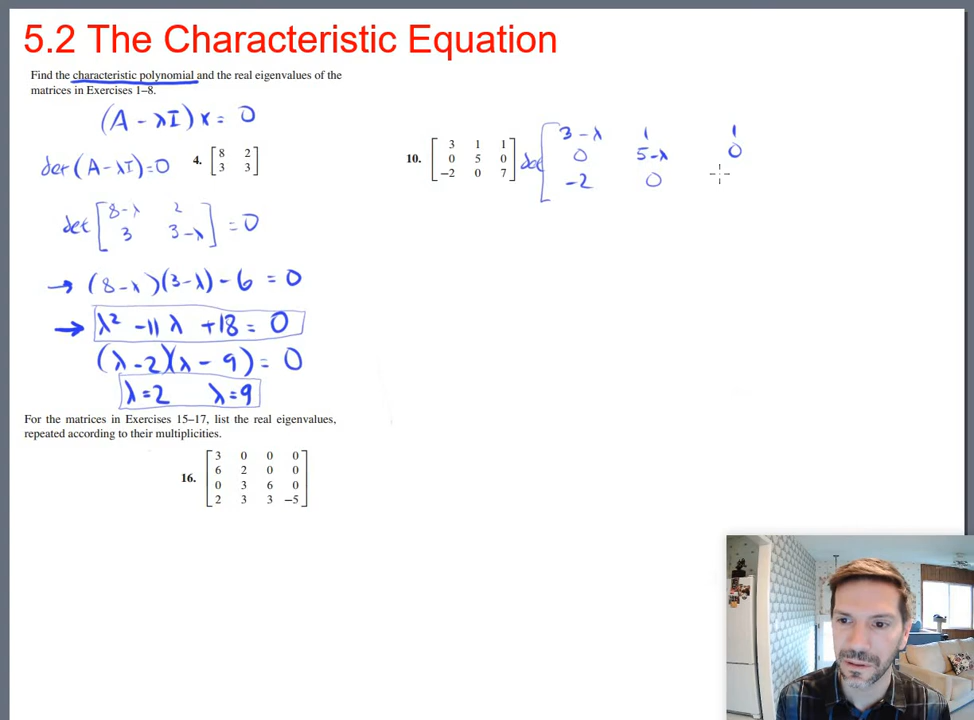 5.2 The Characteristic Equation
Find the characteristic polynomial and the real eigenvalues of the
matrices in Exercises 1–8.
(A - λI)x = 0
det(A - λI)=0
4. [8 2
3 3]
det [8-λ 2
3 3-λ] = 0
→ (8-λ)(3-λ) - 6 = 0
→ λ² - 11λ + 18 = 0
(λ-2)(λ-9) = 0
λ=2 λ=9
For the matrices in Exercises 15–17, list the real eigenvalues,
repeated according to their multiplicities.
16. [3 0 0 0
6 2 0 0
0 3 6 0
2 3 3 −5]
10. [3 1 1
0 5 0
−2 0 7]
det [3-λ 1 1
0 5-λ 0
-2 0